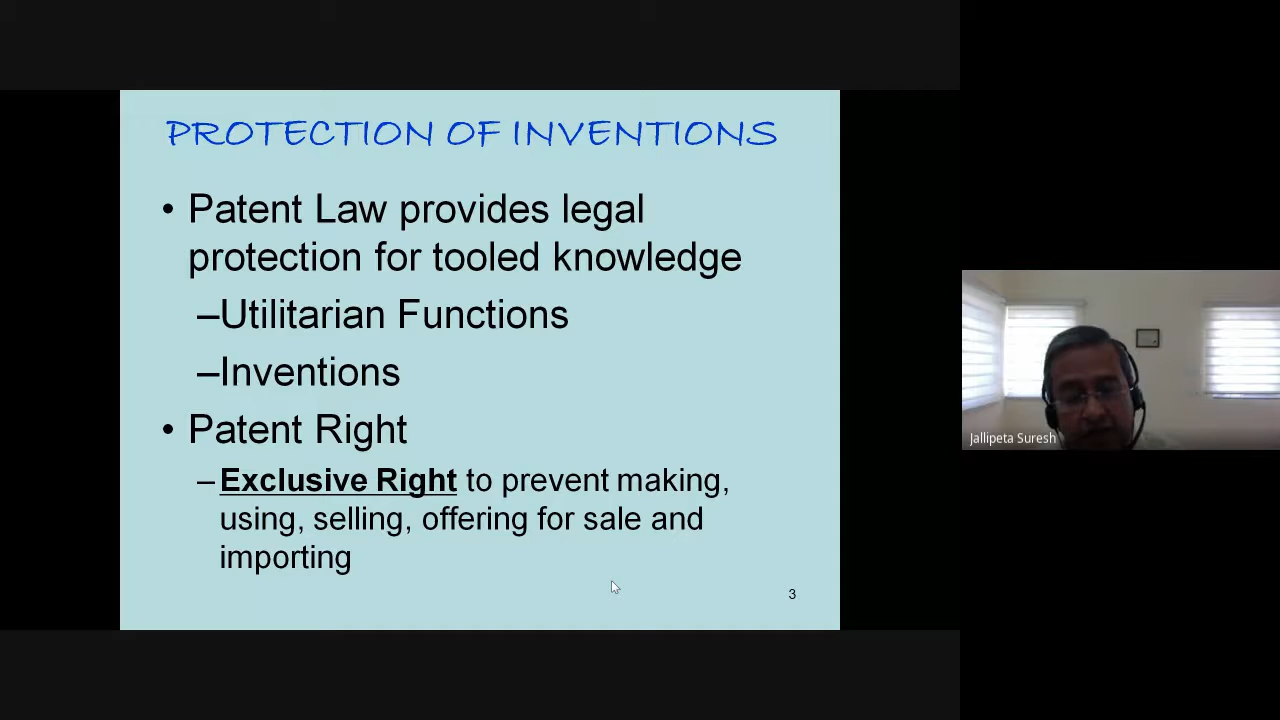 PROTECTION OF INVENTIONS
• Patent Law provides legal
protection for tooled knowledge
–Utilitarian Functions
–Inventions
• Patent Right
– Exclusive Right to prevent making,
using, selling, offering for sale and
importing
3
Jallipeta Suresh